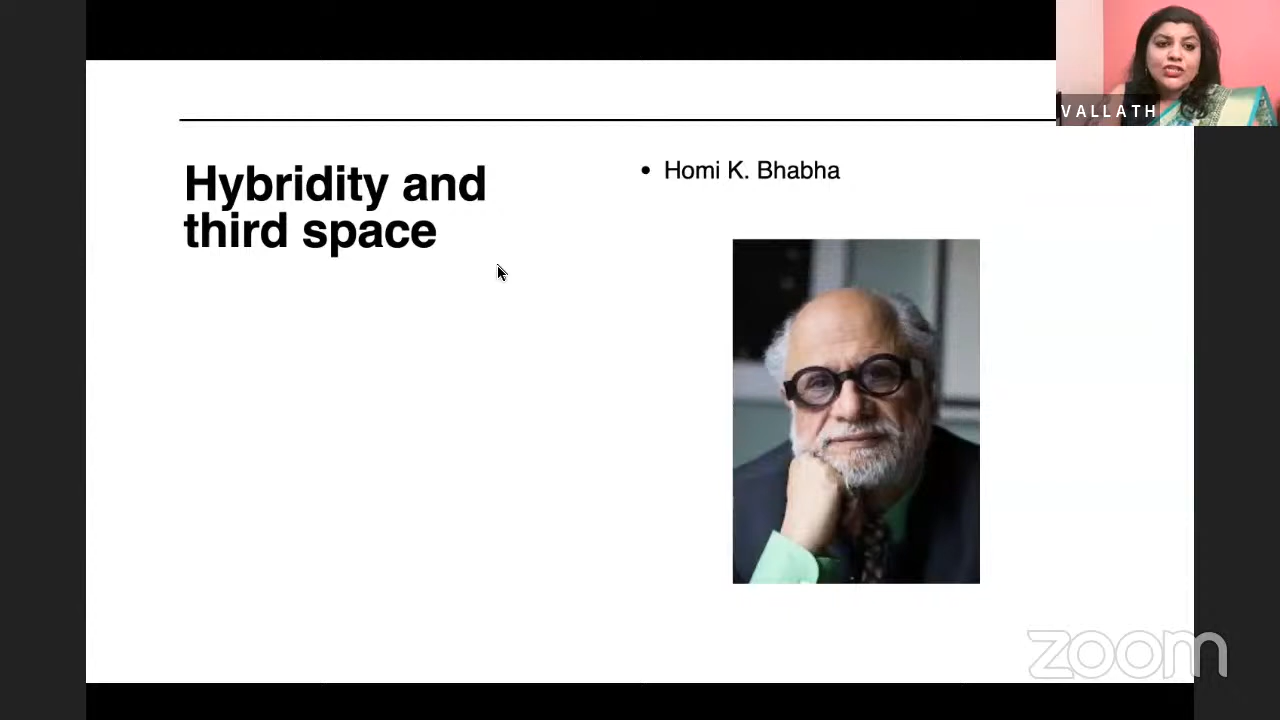 VALLATH
Hybridity and
third space
• Homi K. Bhabha
zoom